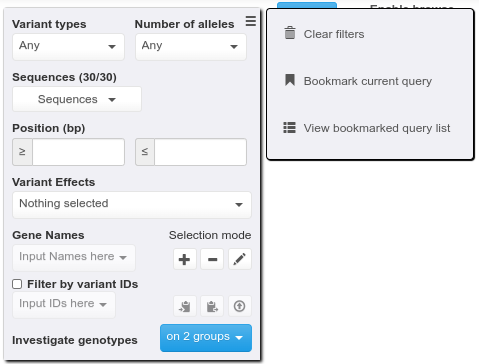 Variant types Number of alleles
Any Any
Sequences (30/30)
Sequences
Position (bp)
≥ ≤
Variant Effects
Nothing selected
Gene Names Selection mode
Input Names here
Filter by variant IDs
Input IDs here
Investigate genotypes on 2 groups
Clear filters
Bookmark current query
View bookmarked query list